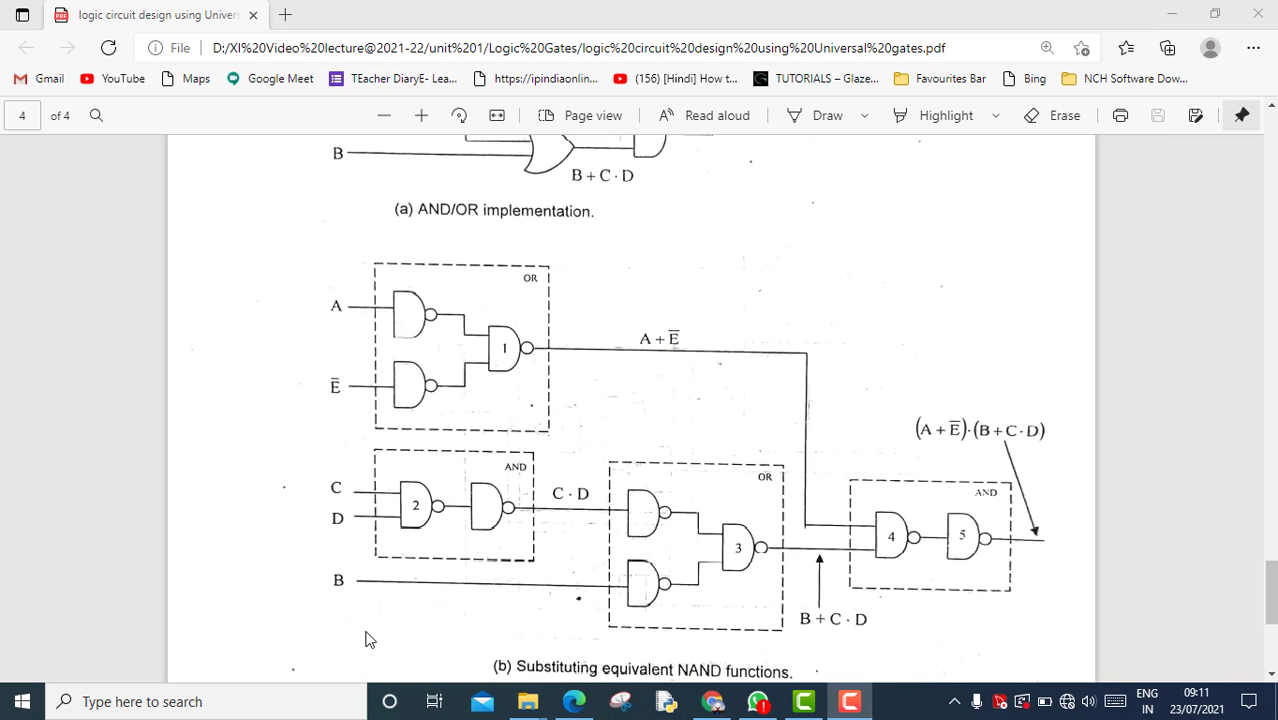 logic circuit design using Univers
File
D:/XI%20Video%20lecture@2021-22/unit%201/Logic%20Gates/logic%20circuit%20design%20using%20Universal%20gates.pdf
Gmail YouTube Maps Google Meet TEacher DiaryE- Lea... https://ipindiaonlin... (156) [Hindi] How t... TUTORIALS – Glaze... Favourites Bar Bing NCH Software Dow...
4 of 4 Page view Read aloud Draw Highlight Erase
B
B + C · D
(a) AND/OR implementation.
OR
A
1
A + E̅
E̅
(A + E̅)·(B + C · D)
AND
C
D
2
C · D
OR
3
AND
4
5
B
B + C · D
(b) Substituting equivalent NAND functions.
Type here to search
ENG
IN
09:11
23/07/2021